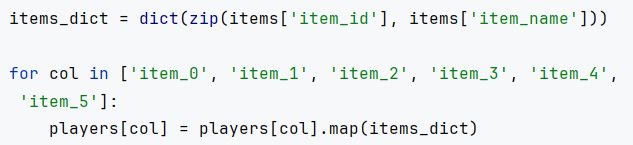 items_dict = dict(zip(items['item_id'], items['item_name']))
for col in ['item_0', 'item_1', 'item_2', 'item_3', 'item_4',
'item_5']:
players[col] = players[col].map(items_dict)